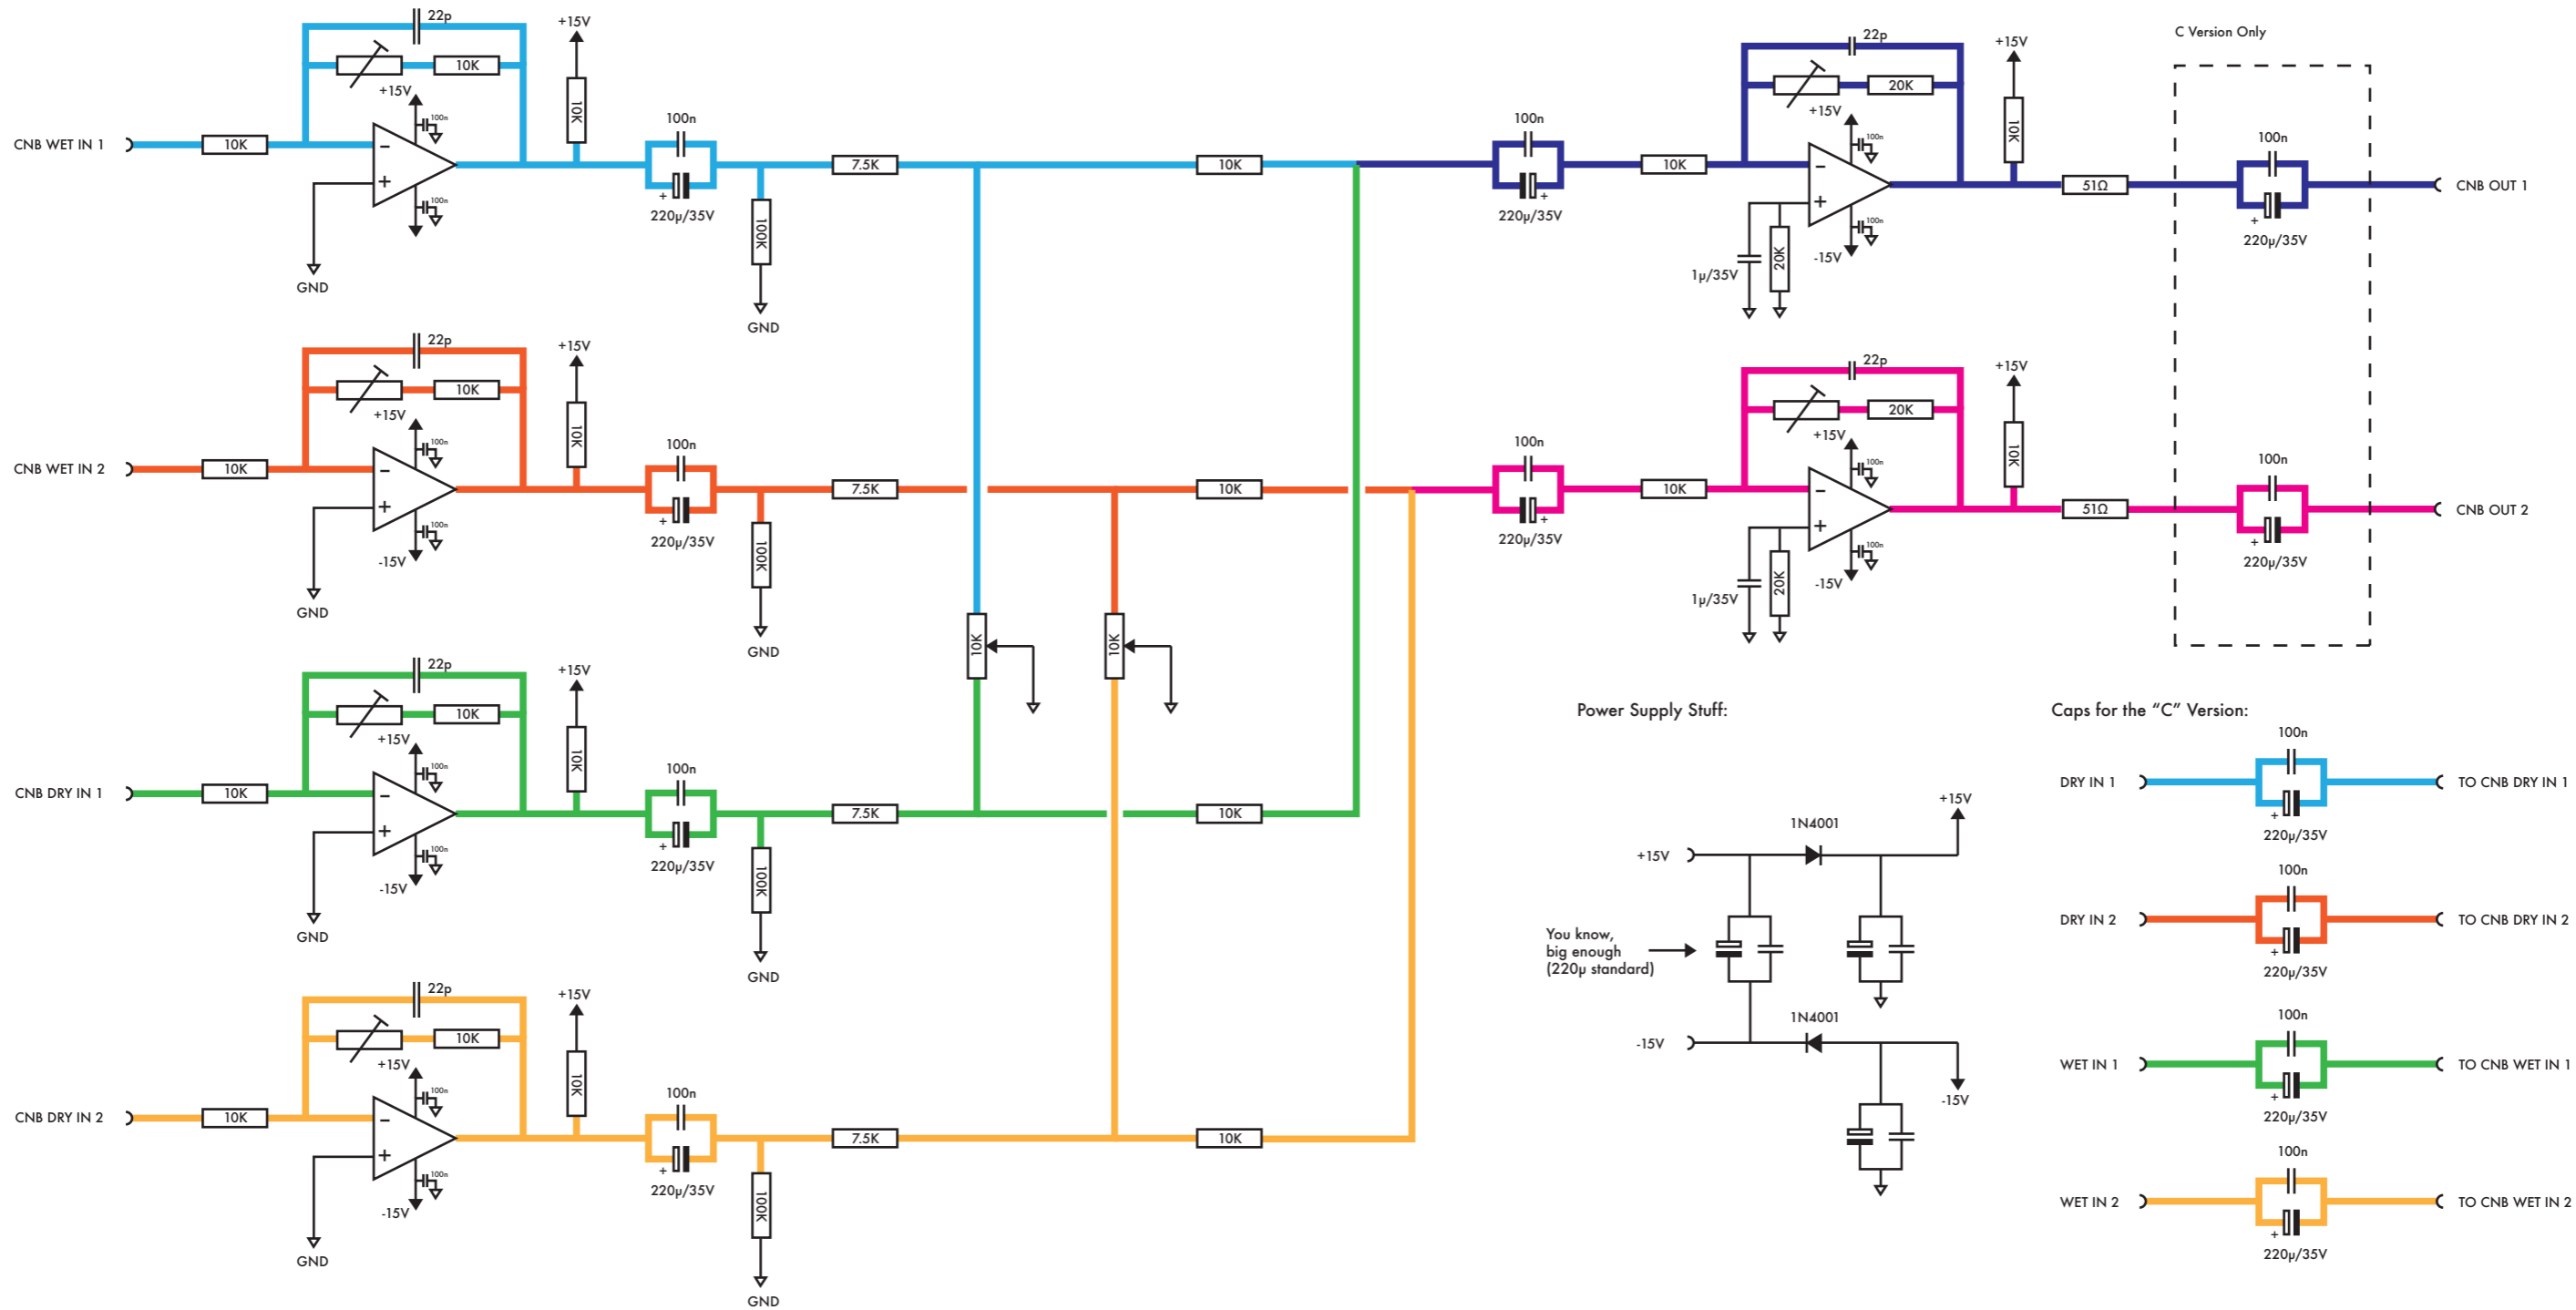 22p
+15V
10K
10K
+15V
100n
100n
CNB WET IN 1
10K
100n
220µ/35V
7.5K
10K
100K
GND
GND
100n
220µ/35V
10K
22p
20K
+15V
100n
100n
-15V
1µ/35V
20K
+15V
10K
51Ω
C Version Only
100n
220µ/35V
CNB OUT 1
22p
+15V
10K
10K
+15V
100n
100n
-15V
CNB WET IN 2
10K
100n
220µ/35V
7.5K
10K
100K
GND
GND
100n
220µ/35V
10K
22p
20K
+15V
100n
100n
-15V
1µ/35V
20K
+15V
10K
51Ω
100n
220µ/35V
CNB OUT 2
10K
10K
22p
+15V
10K
10K
+15V
100n
100n
-15V
CNB DRY IN 1
10K
100n
220µ/35V
7.5K
10K
100K
GND
GND
22p
+15V
10K
10K
+15V
100n
100n
-15V
CNB DRY IN 2
10K
100n
220µ/35V
7.5K
10K
100K
GND
GND
Power Supply Stuff:
+15V
1N4001
+15V
You know,
big enough
(220µ standard)
-15V
1N4001
-15V
Caps for the “C” Version:
100n
DRY IN 1
TO CNB DRY IN 1
220µ/35V
100n
DRY IN 2
TO CNB DRY IN 2
220µ/35V
100n
WET IN 1
TO CNB WET IN 1
220µ/35V
100n
WET IN 2
TO CNB WET IN 2
220µ/35V